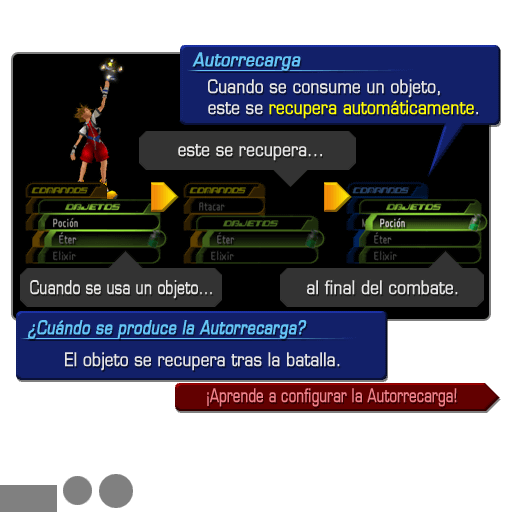 Autorrecarga
Cuando se consume un objeto,
este se recupera automáticamente.
este se recupera...
COMANDOS
OBJETOS
Poción
Éter
Elixir
COMANDOS
Atacar
OBJETOS
Éter
Elixir
COMANDOS
OBJETOS
Poción
Éter
Elixir
Cuando se usa un objeto...
al final del combate.
¿Cuándo se produce la Autorrecarga?
El objeto se recupera tras la batalla.
¡Aprende a configurar la Autorrecarga!